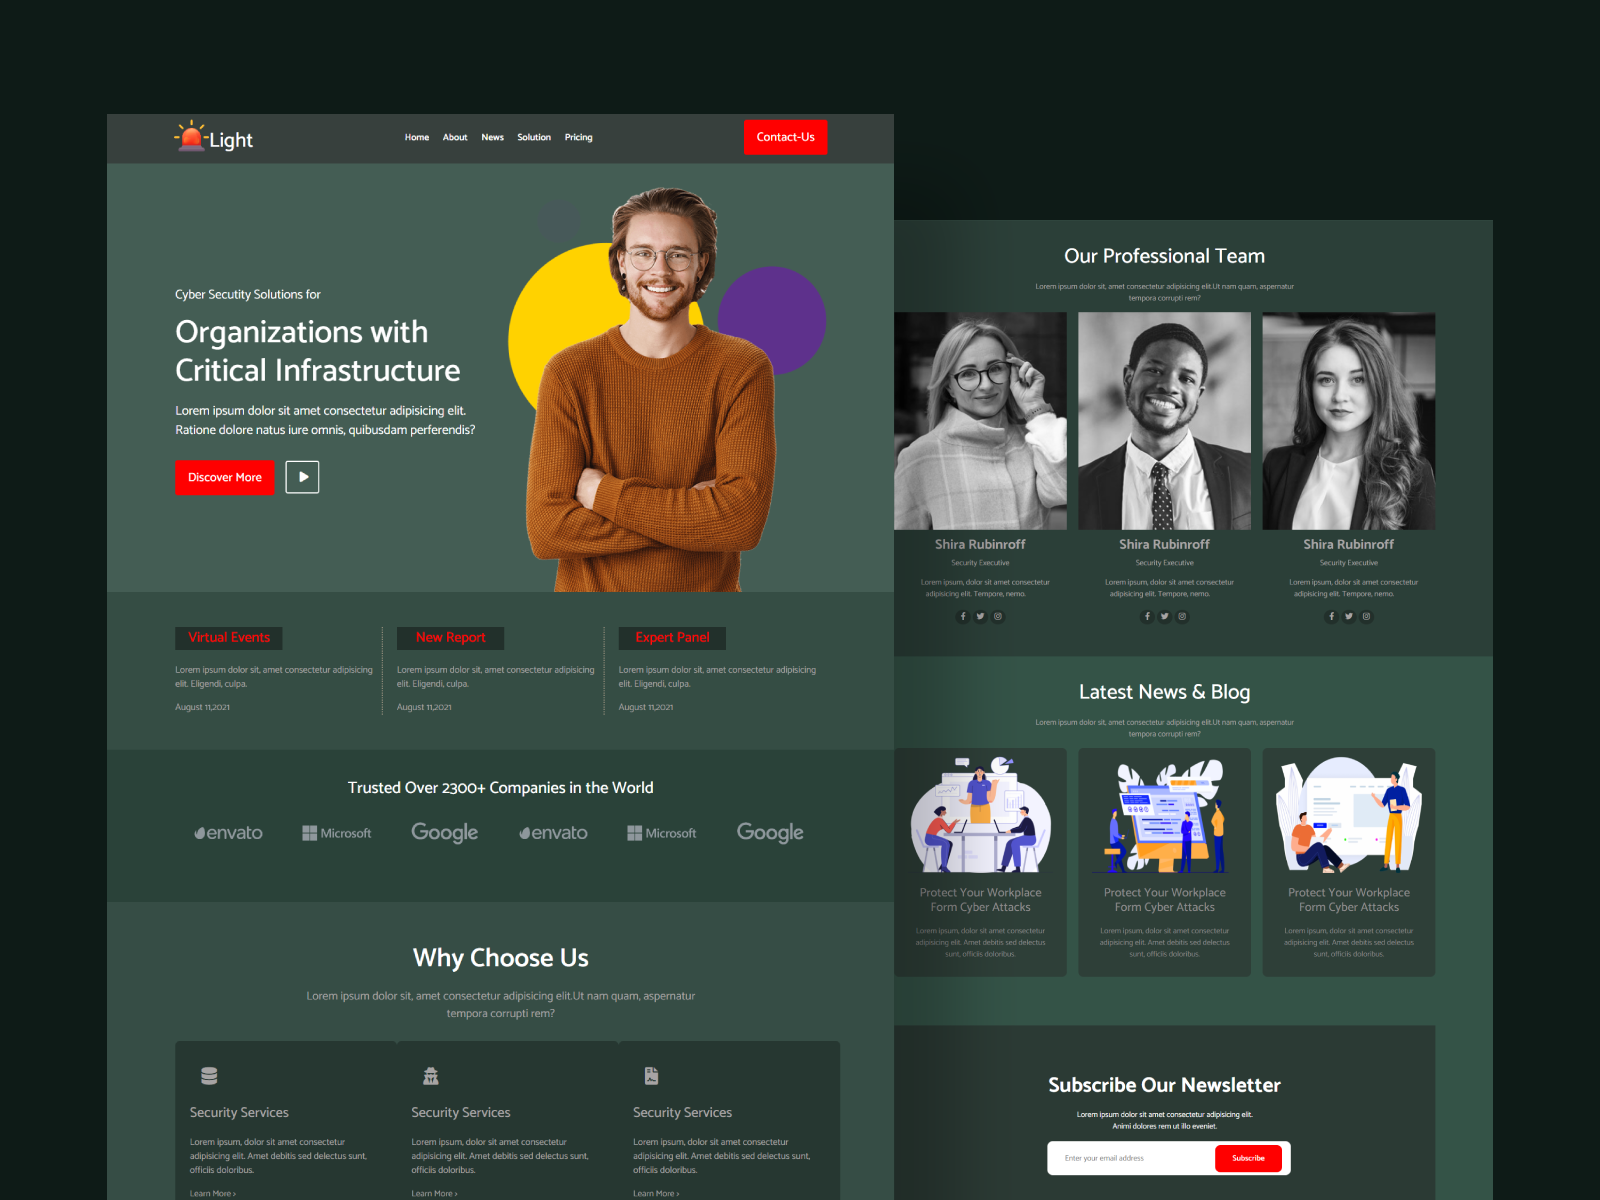 Light
Home About News Solution Pricing
Contact-Us
Cyber Secutity Solutions for
Organizations with
Critical Infrastructure
Lorem ipsum dolor sit amet consectetur adipisicing elit.
Ratione dolore natus iure omnis, quibusdam perferendis?
Discover More
Virtual Events
Lorem ipsum dolor sit, amet consectetur adipisicing
elit. Eligendi, culpa.
August 11,2021
New Report
Lorem ipsum dolor sit, amet consectetur adipisicing
elit. Eligendi, culpa.
August 11,2021
Expert Panel
Lorem ipsum dolor sit, amet consectetur adipisicing
elit. Eligendi, culpa.
August 11,2021
Trusted Over 2300+ Companies in the World
envato Microsoft Google envato Microsoft Google
Why Choose Us
Lorem ipsum dolor sit, amet consectetur adipisicing elit.Ut nam quam, aspernatur
tempora corrupti rem?
Security Services
Lorem ipsum, dolor sit amet consectetur
adipisicing elit. Amet debitis sed delectus sunt,
officiis doloribus.
Learn More ›
Security Services
Lorem ipsum, dolor sit amet consectetur
adipisicing elit. Amet debitis sed delectus sunt,
officiis doloribus.
Learn More ›
Security Services
Lorem ipsum, dolor sit amet consectetur
adipisicing elit. Amet debitis sed delectus sunt,
officiis doloribus.
Learn More ›
Our Professional Team
Lorem ipsum dolor sit, amet consectetur adipisicing elit.Ut nam quam, aspernatur
tempora corrupti rem?
Shira Rubinroff
Security Executive
Lorem ipsum, dolor sit amet consectetur
adipisicing elit. Tempore, nemo.
Shira Rubinroff
Security Executive
Lorem ipsum, dolor sit amet consectetur
adipisicing elit. Tempore, nemo.
Shira Rubinroff
Security Executive
Lorem ipsum, dolor sit amet consectetur
adipisicing elit. Tempore, nemo.
Latest News & Blog
Lorem ipsum dolor sit, amet consectetur adipisicing elit.Ut nam quam, aspernatur
tempora corrupti rem?
Protect Your Workplace
Form Cyber Attacks
Lorem ipsum, dolor sit amet consectetur
adipisicing elit. Amet debitis sed delectus
sunt, officiis doloribus.
Protect Your Workplace
Form Cyber Attacks
Lorem ipsum, dolor sit amet consectetur
adipisicing elit. Amet debitis sed delectus
sunt, officiis doloribus.
Protect Your Workplace
Form Cyber Attacks
Lorem ipsum, dolor sit amet consectetur
adipisicing elit. Amet debitis sed delectus
sunt, officiis doloribus.
Subscribe Our Newsletter
Lorem ipsum dolor sit amet consectetur adipisicing elit.
Animi dolores rem ut illo eveniet.
Enter your email address
Subscribe